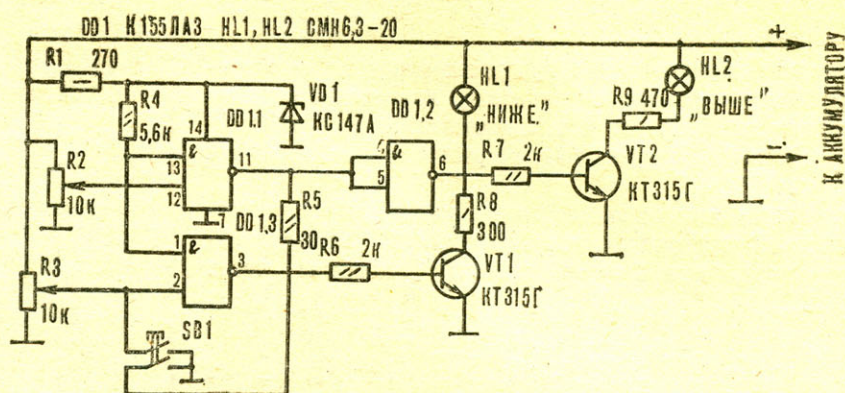 DD1 К155ЛА3 HL1, HL2 СМН6,3-20
+
R1 270
R4
5,6к
14
DD1.1
VD1
КС147А
HL1
„НИЖЕ"
HL2
„ВЫШЕ"
R9 470
DD1.2
&
13
12
11
7
R2
10к
&
5
6
R7 2к
VT2
КТ315Г
-
К АККУМУЛЯТОРУ
R5
30
DD1.3
R8
300
1
&
2
3
R6 2к
VT1
КТ315Г
R3
10к
SB1